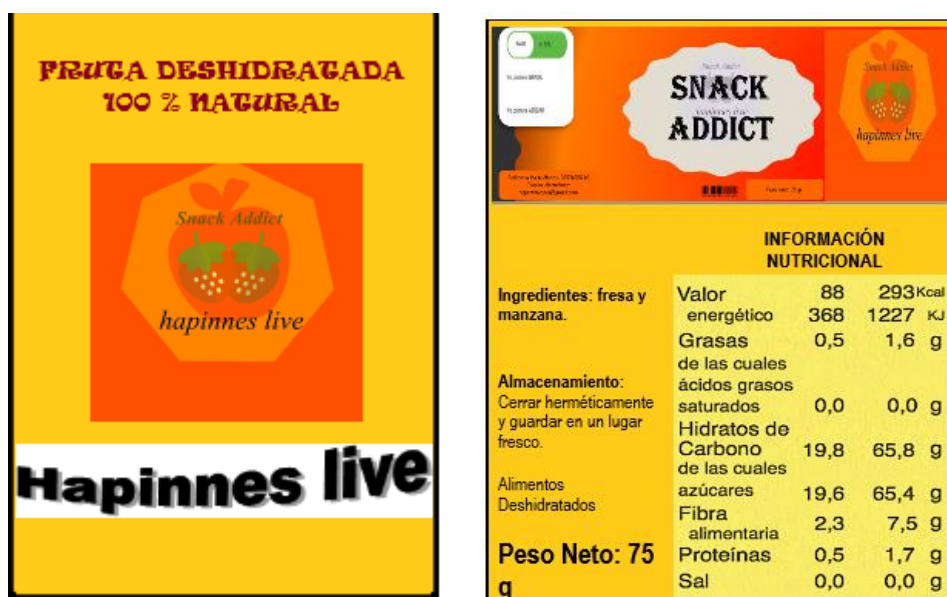 FRUTA DESHIDRATADA
100 % NATURAL
Snack Addict
hapinnes live
Hapinnes live
SNACK
ADDICT
Snack Addict
hapinnes live
INFORMACIÓN
NUTRICIONAL
Ingredientes: fresa y
manzana.
Almacenamiento:
Cerrar herméticamente
y guardar en un lugar
fresco.
Alimentos
Deshidratados
Peso Neto: 75
g
Valor 88 293 Kcal
energético 368 1227 KJ
Grasas 0,5 1,6 g
de las cuales
ácidos grasos
saturados 0,0 0,0 g
Hidratos de
Carbono 19,8 65,8 g
de las cuales
azúcares 19,6 65,4 g
Fibra
alimentaria 2,3 7,5 g
Proteínas 0,5 1,7 g
Sal 0,0 0,0 g